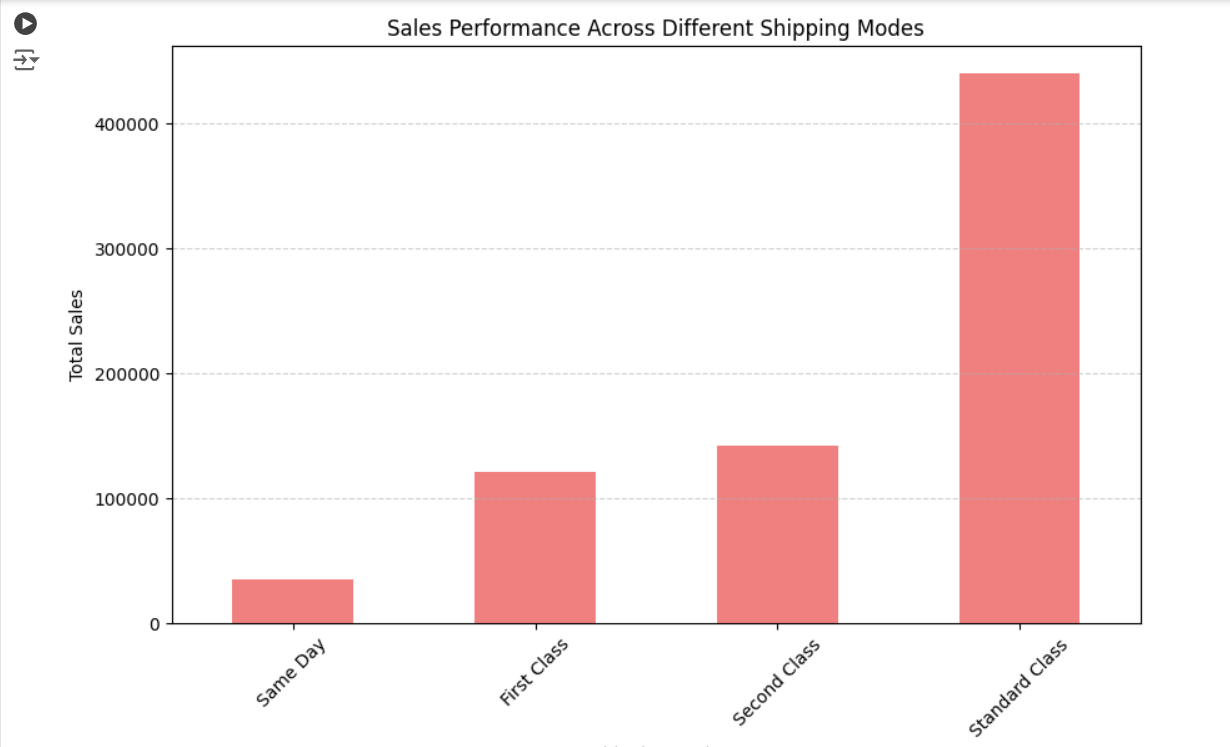 Sales Performance Across Different Shipping Modes
400000
300000
200000
100000
0
Total Sales
Same Day
First Class
Second Class
Standard Class